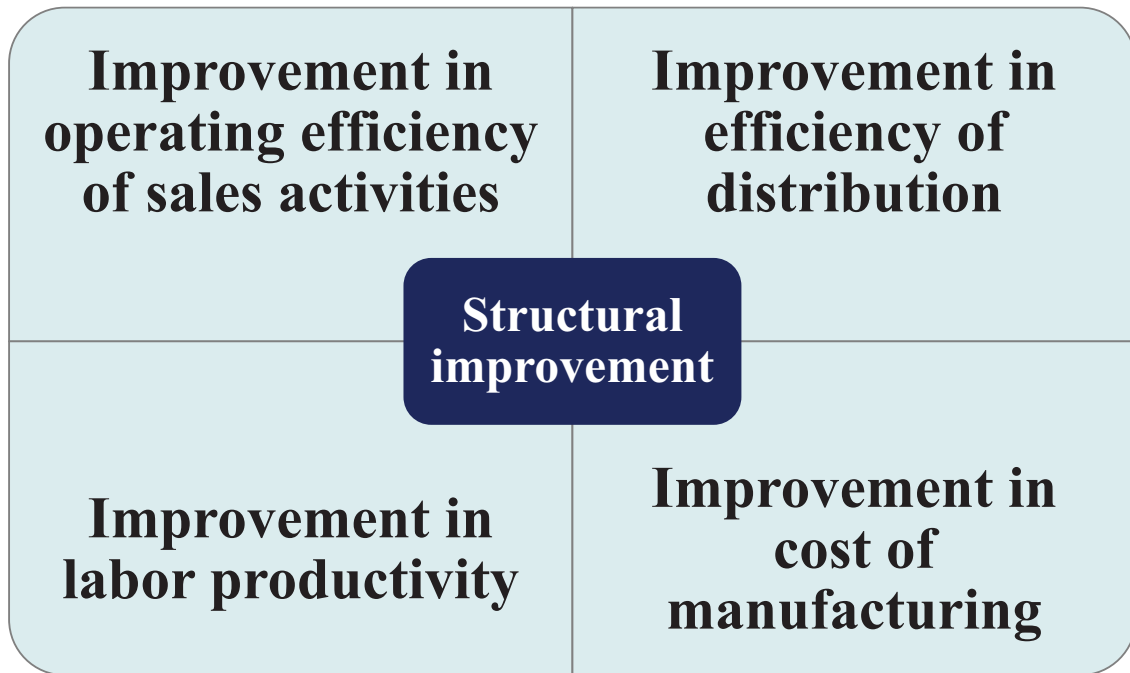 Improvement in
operating efficiency
of sales activities
Improvement in
efficiency of
distribution
Structural
improvement
Improvement in
labor productivity
Improvement in
cost of
manufacturing